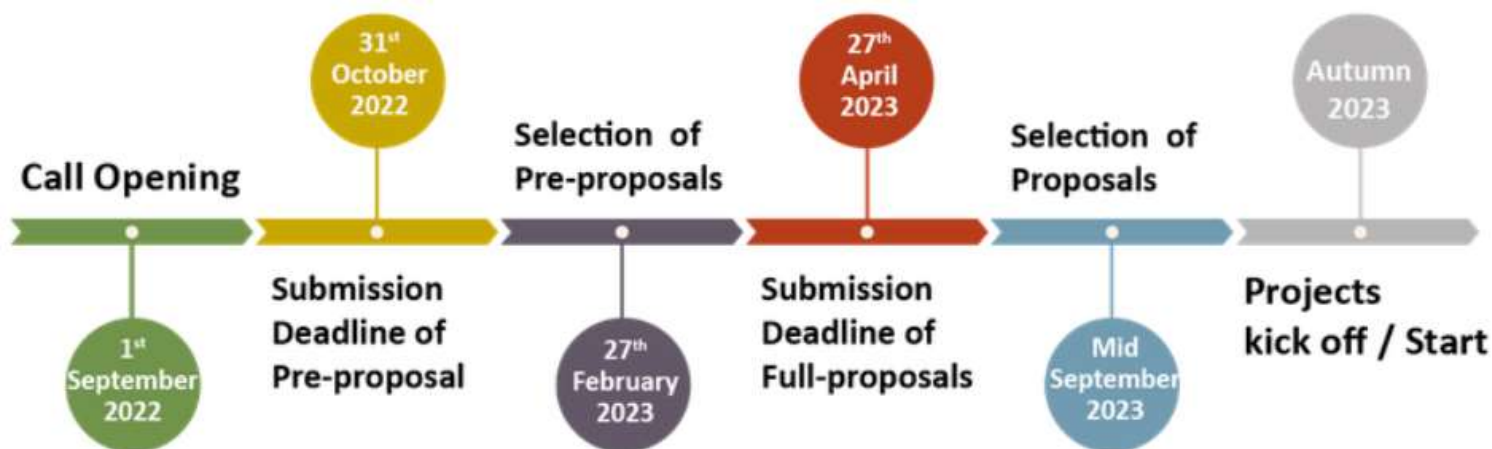 Call Opening
1st
September
2022
31st
October
2022
Submission
Deadline of
Pre-proposal
Selection of
Pre-proposals
27th
February
2023
27th
April
2023
Submission
Deadline of
Full-proposals
Selection of
Proposals
Mid
September
2023
Autumn
2023
Projects
kick off / Start